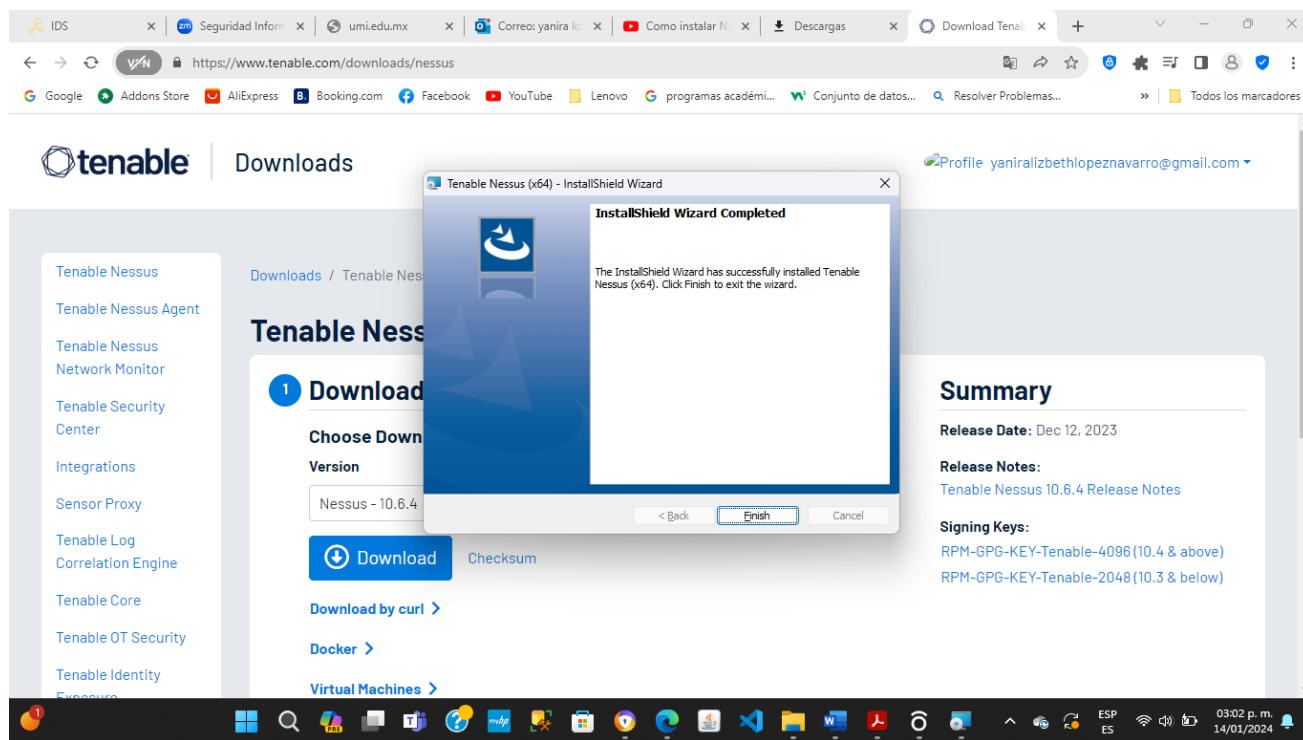 IDS
Seguridad Inform
umi.edu.mx
Correo: yanira li
Como instalar N
Descargas
Download Tenab
V/N
https://www.tenable.com/downloads/nessus
Google
Addons Store
AliExpress
Booking.com
Facebook
YouTube
Lenovo
programas académi...
Conjunto de datos...
Resolver Problemas...
»
Todos los marcadores
tenable
Downloads
Profile yaniralizbethlopeznavarro@gmail.com
Tenable Nessus (x64) - InstallShield Wizard
InstallShield Wizard Completed
The InstallShield Wizard has successfully installed Tenable
Nessus (x64). Click Finish to exit the wizard.
< Back
Finish
Cancel
Tenable Nessus
Tenable Nessus Agent
Tenable Nessus
Network Monitor
Tenable Security
Center
Integrations
Sensor Proxy
Tenable Log
Correlation Engine
Tenable Core
Tenable OT Security
Tenable Identity
Exposure
Downloads / Tenable Nes
Tenable Ness
1
Download
Choose Down
Version
Nessus - 10.6.4
Download
Checksum
Download by curl
Docker
Virtual Machines
Summary
Release Date: Dec 12, 2023
Release Notes:
Tenable Nessus 10.6.4 Release Notes
Signing Keys:
RPM-GPG-KEY-Tenable-4096 (10.4 & above)
RPM-GPG-KEY-Tenable-2048 (10.3 & below)
1
PRE
myhp
ESP
ES
03:02 p. m.
14/01/2024